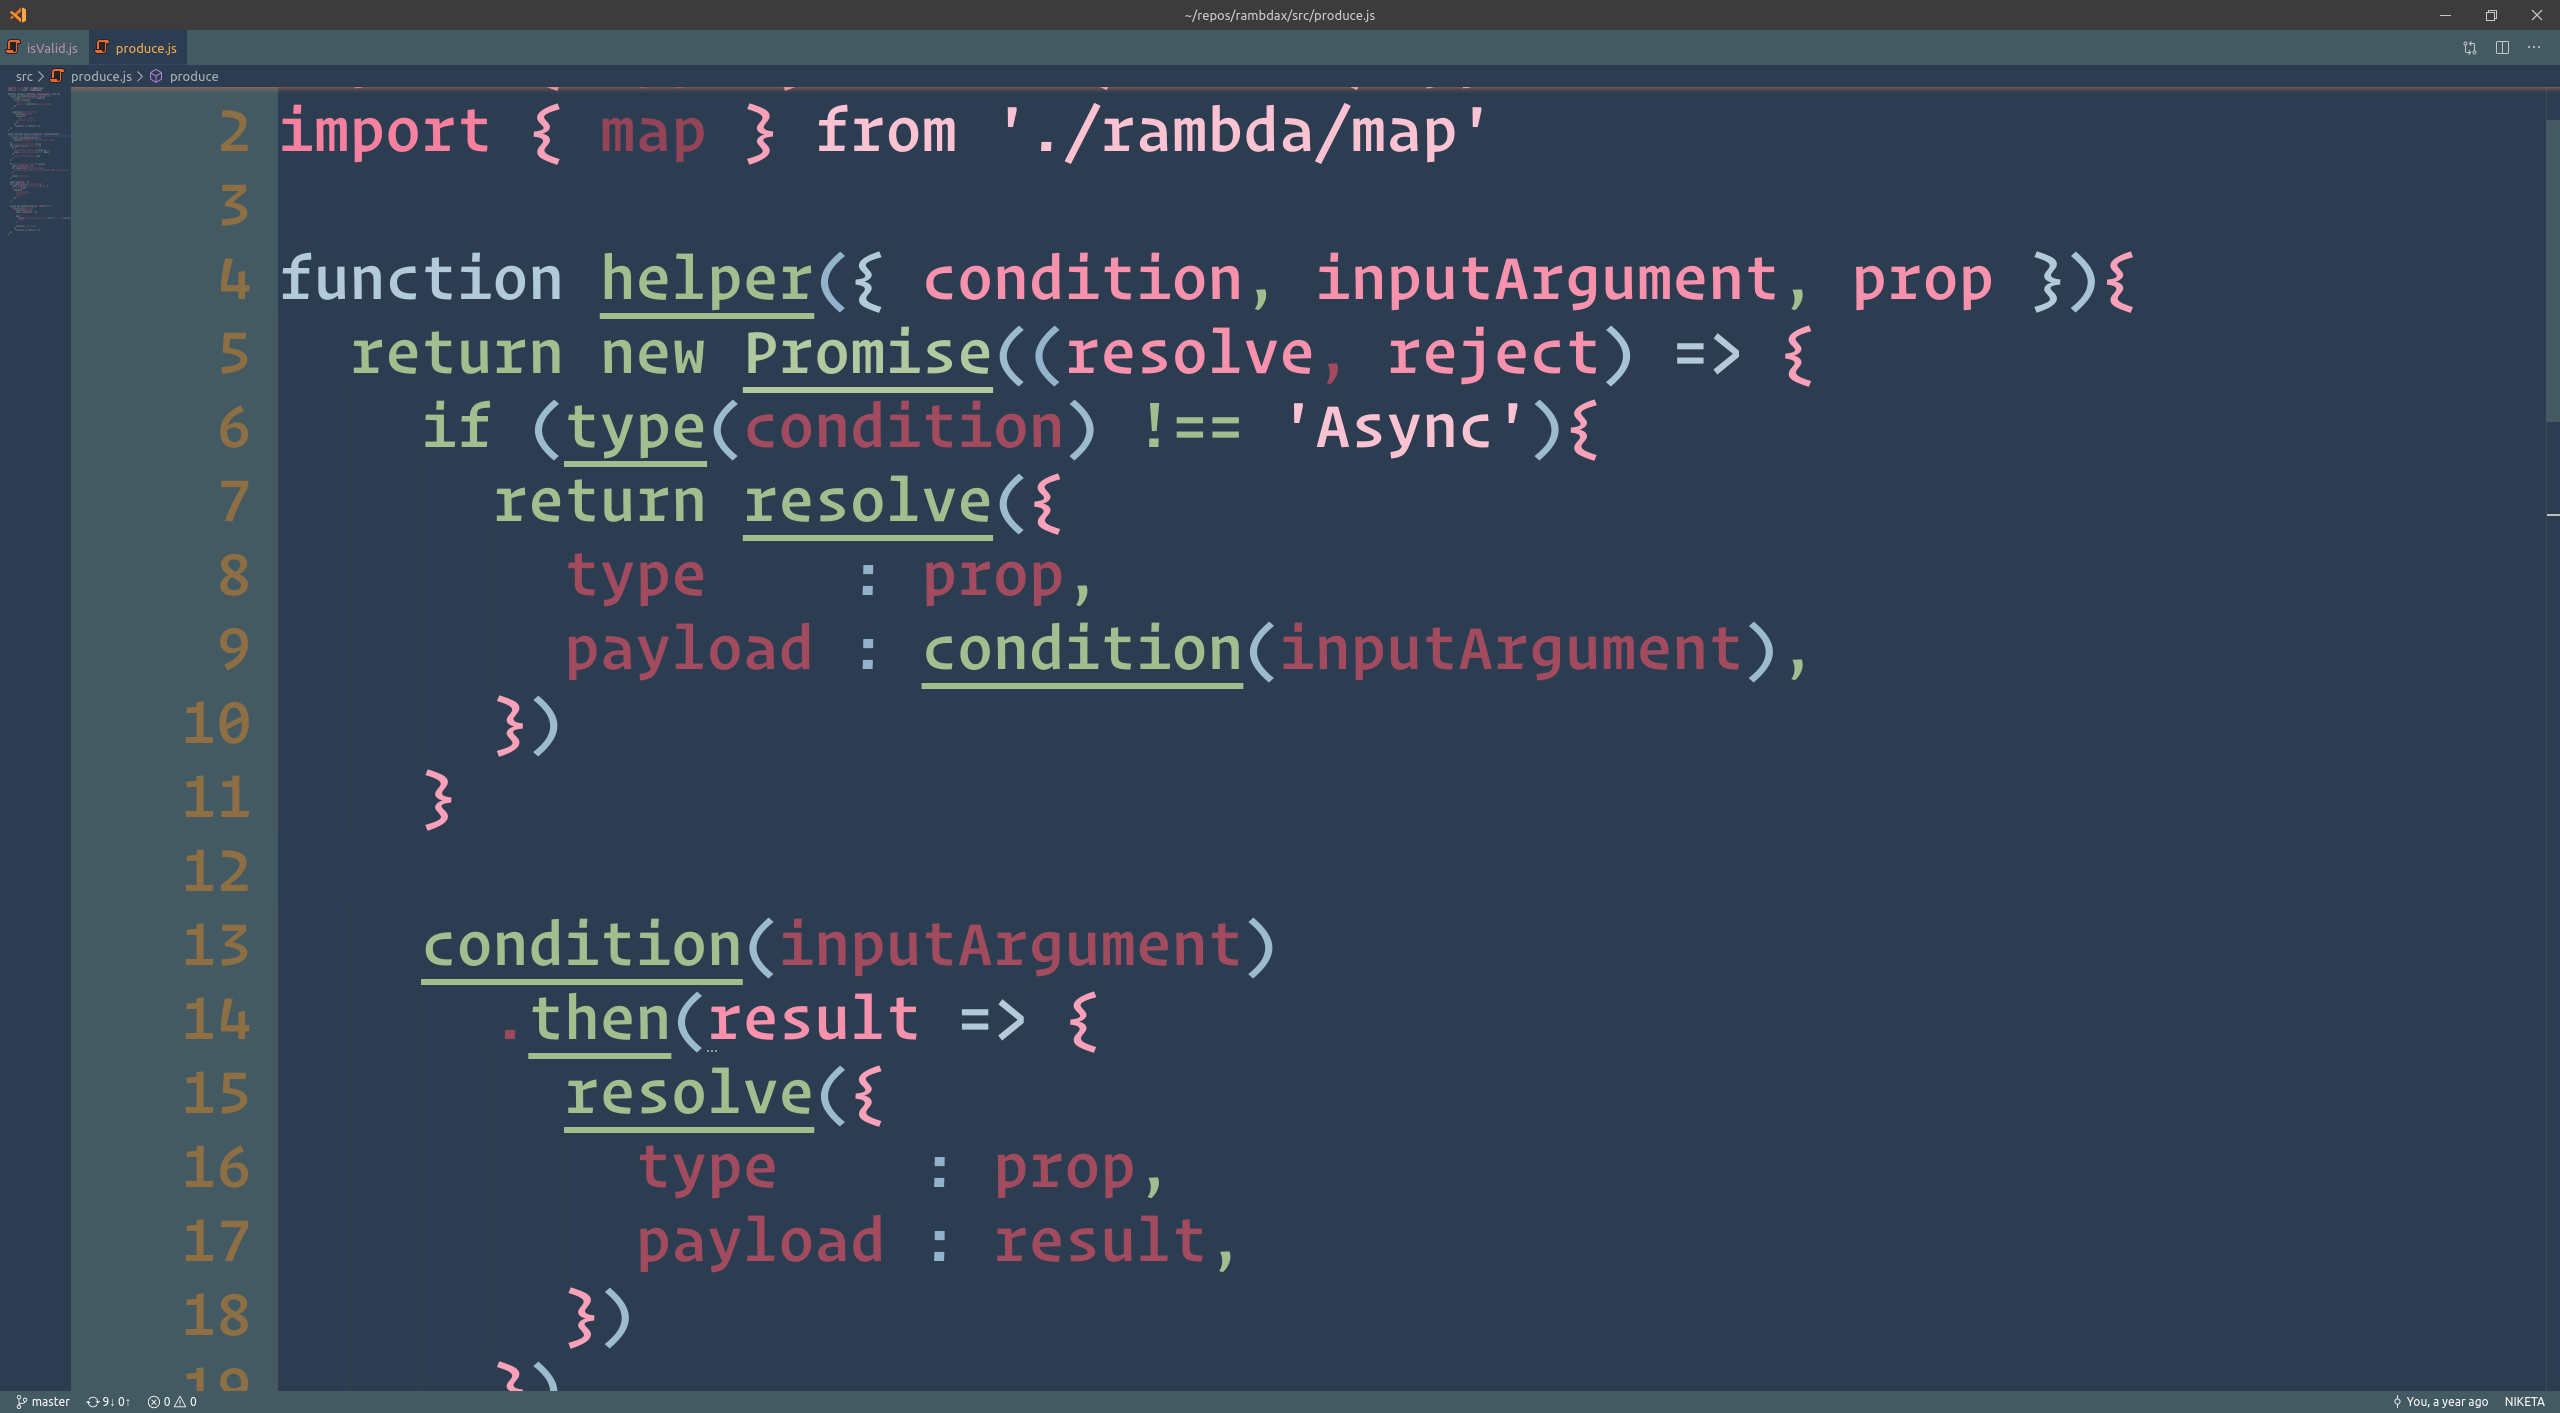 ~/repos/rambdax/src/produce.js
isValid.js produce.js
src > produce.js > produce
2 import { map } from './rambda/map'
3
4 function helper({ condition, inputArgument, prop }){
5   return new Promise((resolve, reject) => {
6     if (type(condition) !== 'Async'){
7       return resolve({
8         type    : prop,
9         payload : condition(inputArgument),
10       })
11     }
12
13     condition(inputArgument)
14       .then(result => {
15         resolve({
16           type    : prop,
17           payload : result,
18         })
19       })
master 9↓ 0↑ 0 0 You, a year ago NIKETA